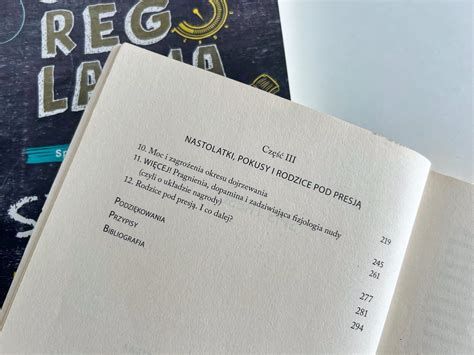 REG
Część III
NASTOLATKI, POKUSY I RODZICE POD PRESJĄ
10. Moc i zagrożenia okresu dojrzewania 219
11. WIĘCEJ! Pragnienia, dopamina i zadziwiająca fizjologia nudy
(czyli o układzie nagrody) 245
12. Rodzice pod presją. I co dalej? 261
PODZIĘKOWANIA 277
PRZYPISY 281
BIBLIOGRAFIA 294